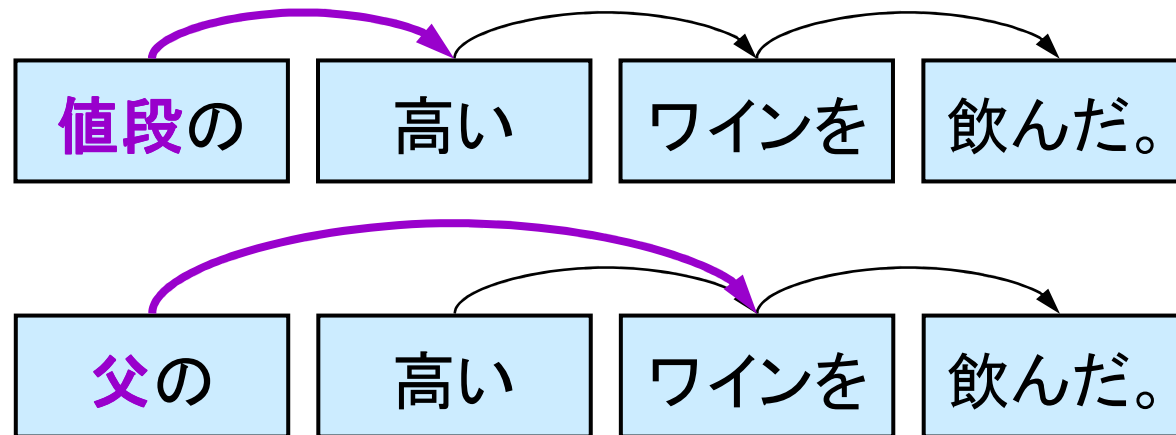 値段の 高い ワインを 飲んだ。
父の 高い ワインを 飲んだ。